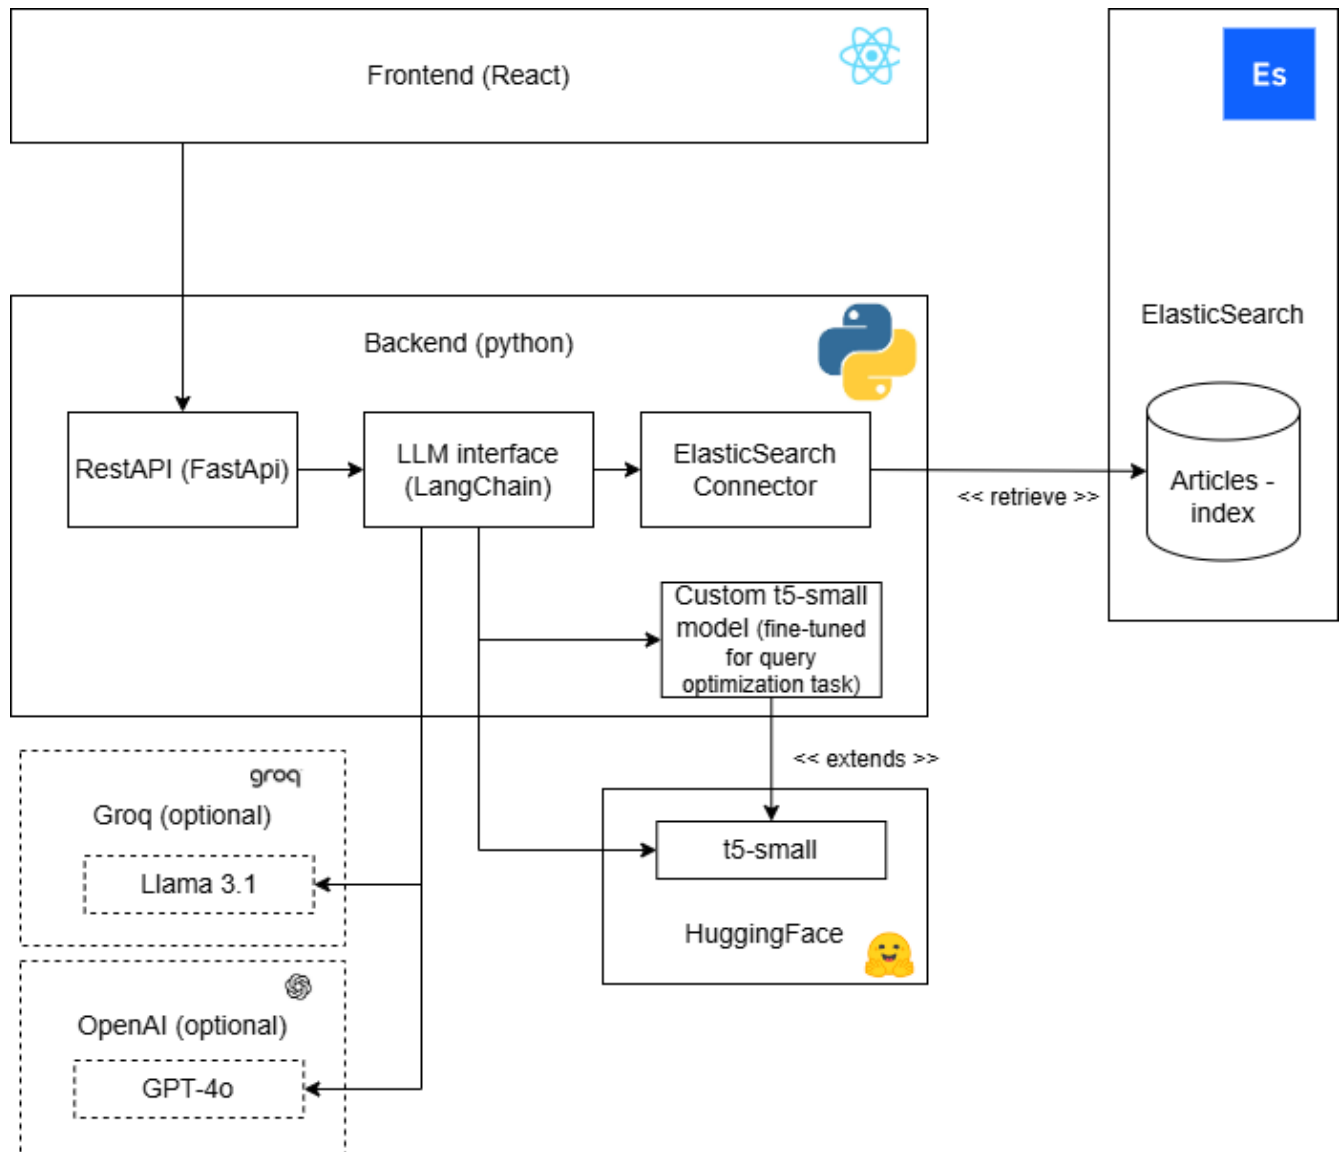 Frontend (React)
Es
ElasticSearch
Articles -
index
Backend (python)
RestAPI (FastApi)
LLM interface
(LangChain)
ElasticSearch
Connector
<< retrieve >>
Custom t5-small
model (fine-tuned
for query
optimization task)
<< extends >>
t5-small
HuggingFace
groq
Groq (optional)
Llama 3.1
OpenAI (optional)
GPT-4o